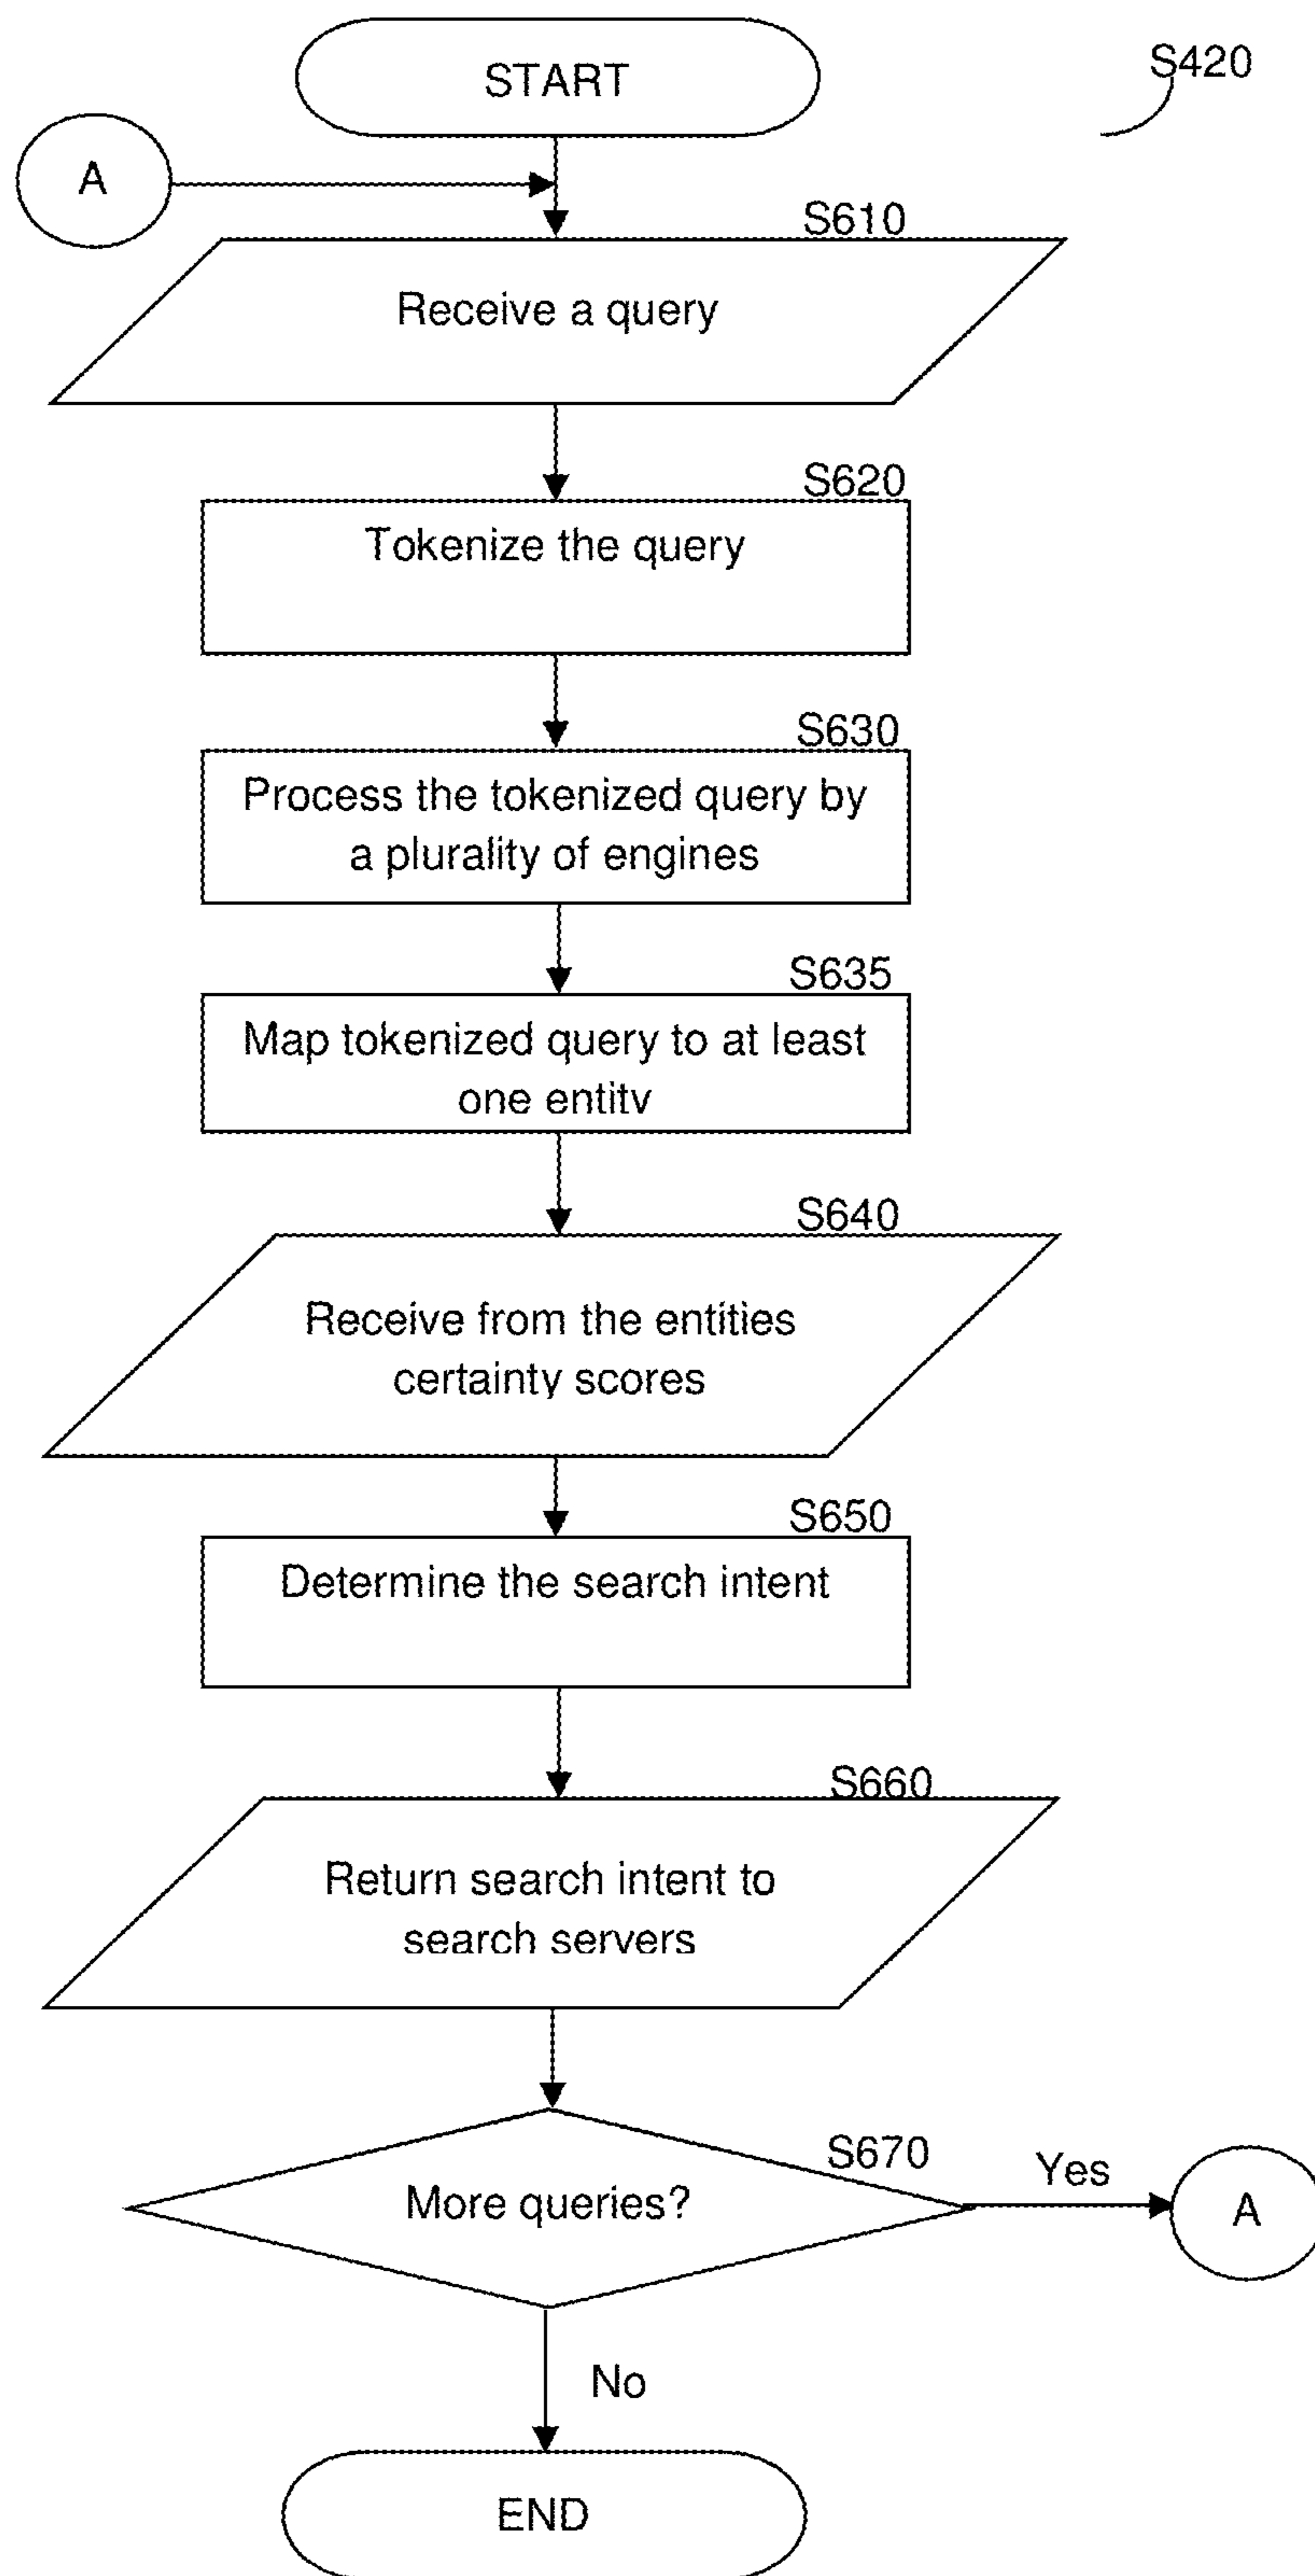 START
S420
A
S610
Receive a query
S620
Tokenize the query
S630
Process the tokenized query by
a plurality of engines
S635
Map tokenized query to at least
one entity
S640
Receive from the entities
certainty scores
S650
Determine the search intent
S660
Return search intent to
search servers
S670
More queries?
Yes
A
No
END